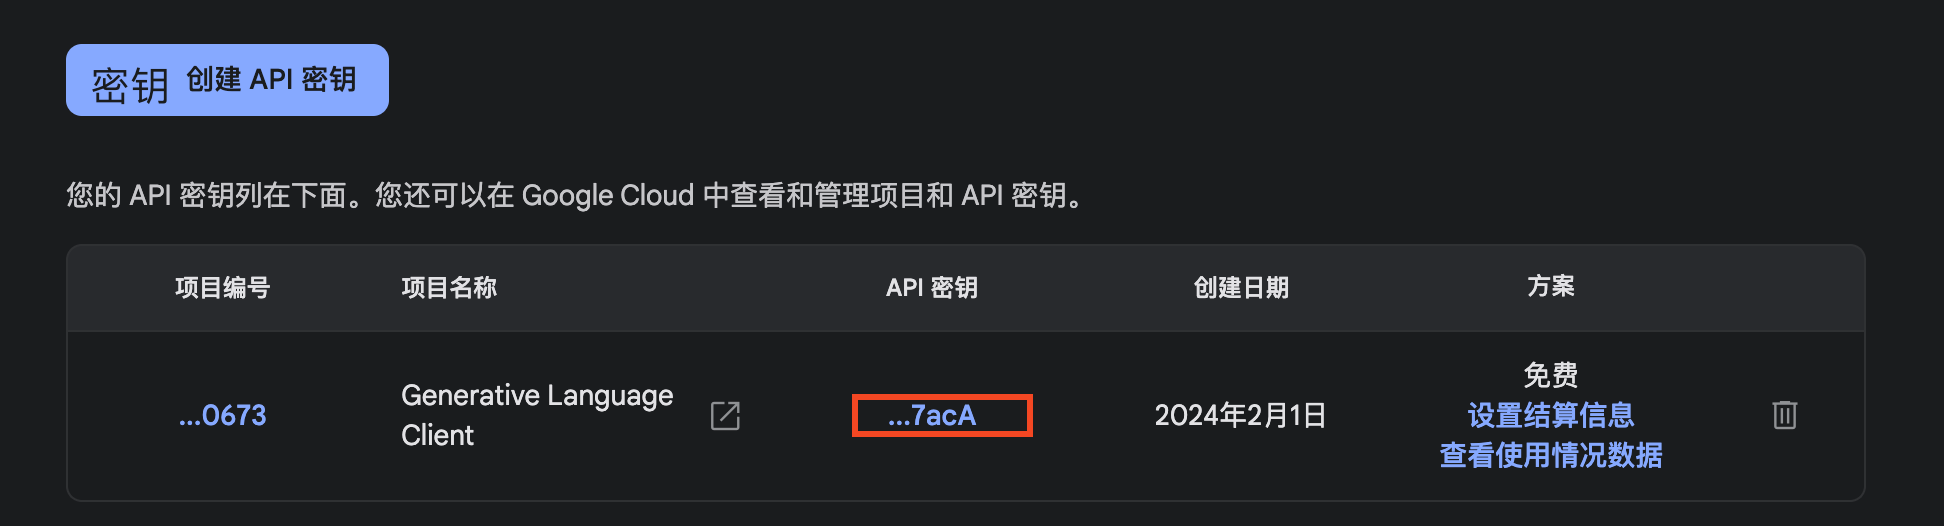 密钥 创建 API 密钥
您的 API 密钥列在下面。您还可以在 Google Cloud 中查看和管理项目和 API 密钥。
项目编号 项目名称 API 密钥 创建日期 方案
...0673 Generative Language Client ...7acA 2024年2月1日 免费
设置结算信息
查看使用情况数据